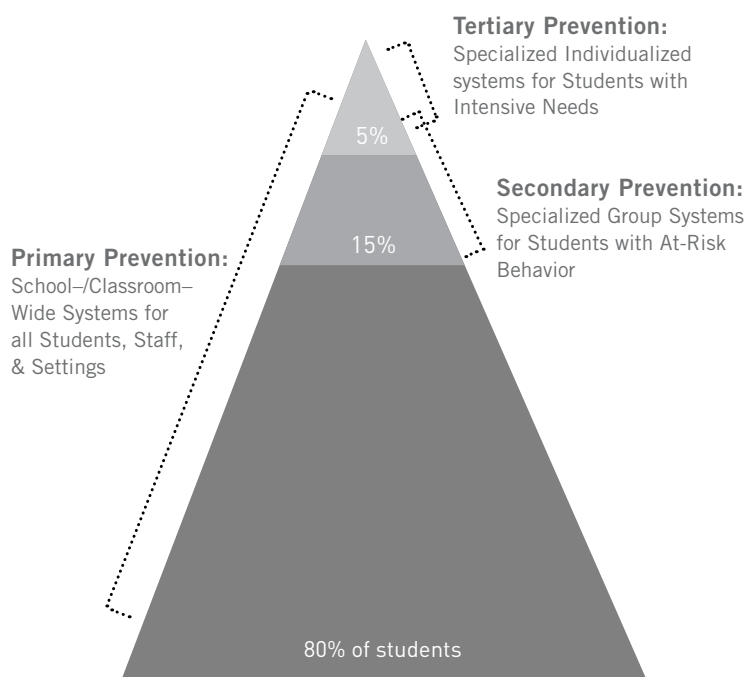 Tertiary Prevention:
Specialized Individualized
systems for Students with
Intensive Needs
5%
Secondary Prevention:
Specialized Group Systems
for Students with At-Risk
Behavior
15%
Primary Prevention:
School–/Classroom–
Wide Systems for
all Students, Staff,
& Settings
80% of students